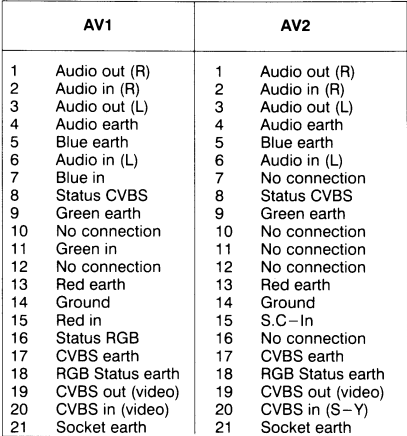 AV1 AV2
1 Audio out (R) 1 Audio out (R)
2 Audio in (R) 2 Audio in (R)
3 Audio out (L) 3 Audio out (L)
4 Audio earth 4 Audio earth
5 Blue earth 5 Blue earth
6 Audio in (L) 6 Audio in (L)
7 Blue in 7 No connection
8 Status CVBS 8 Status CVBS
9 Green earth 9 Green earth
10 No connection 10 No connection
11 Green in 11 No connection
12 No connection 12 No connection
13 Red earth 13 Red earth
14 Ground 14 Ground
15 Red in 15 S.C–In
16 Status RGB 16 No connection
17 CVBS earth 17 CVBS earth
18 RGB Status earth 18 RGB Status earth
19 CVBS out (video) 19 CVBS out (video)
20 CVBS in (video) 20 CVBS in (S–Y)
21 Socket earth 21 Socket earth